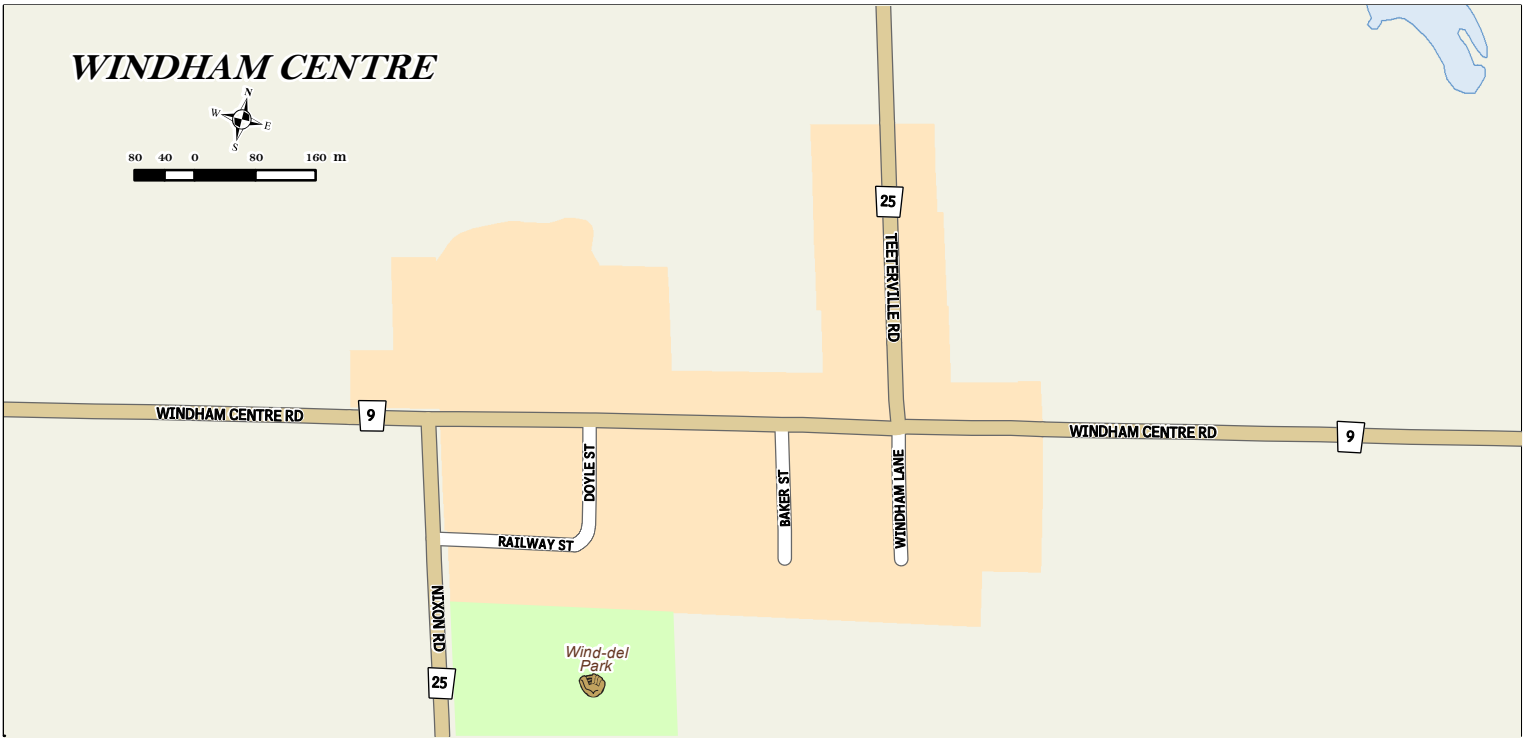 WINDHAM CENTRE
N
W
E
S
80 40 0 80 160 m
25
TEETERVILLE RD
WINDHAM CENTRE RD
9
WINDHAM CENTRE RD
9
DOYLE ST
BAKER ST
WINDHAM LANE
RAILWAY ST
NIXON RD
25
Wind-del
Park